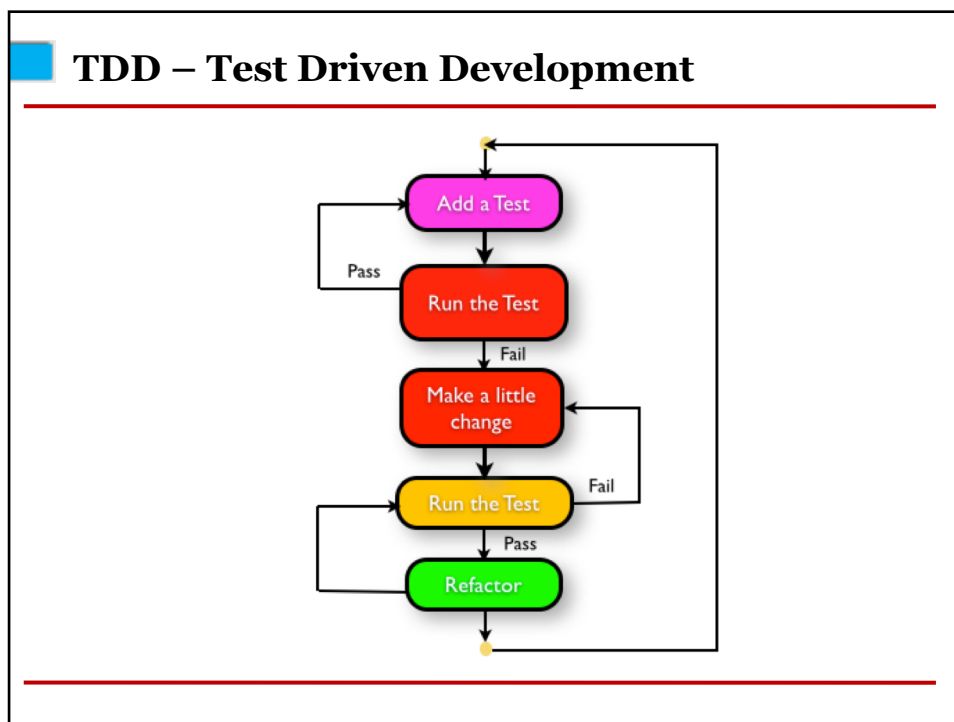 TDD – Test Driven Development
Add a Test
Pass
Run the Test
Fail
Make a little
change
Run the Test
Fail
Pass
Refactor